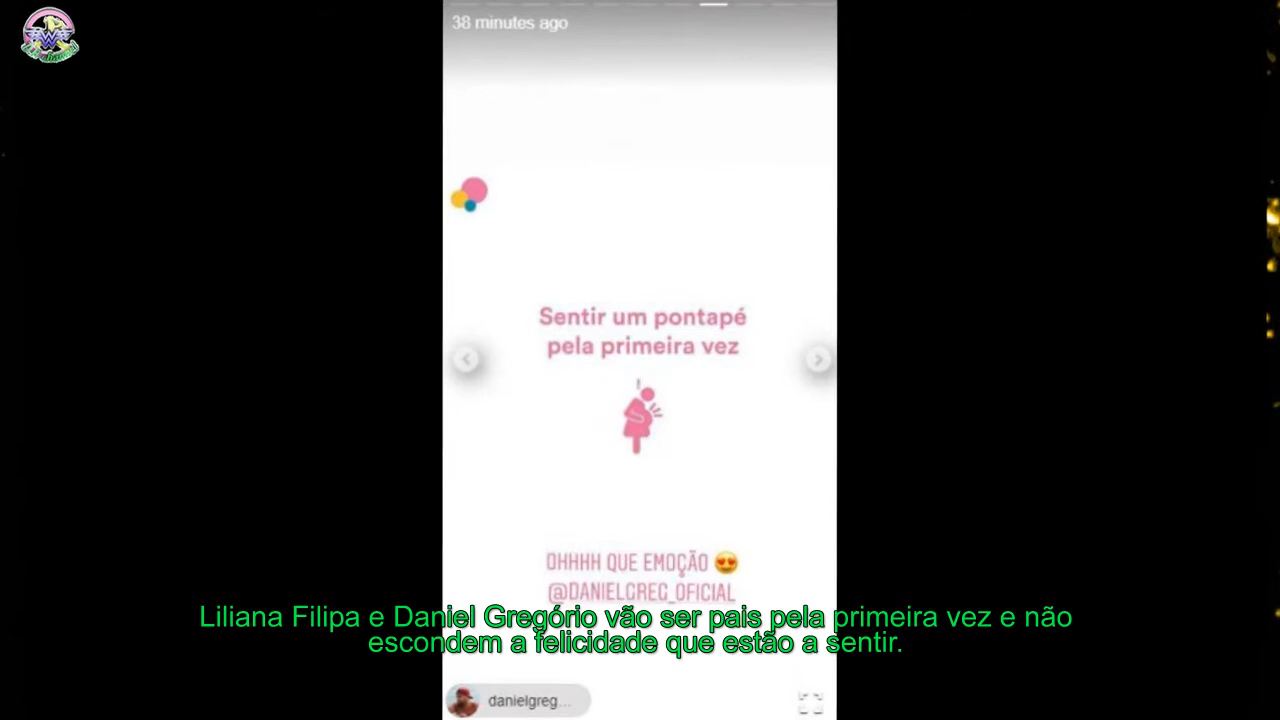 38 minutes ago
Sentir um pontapé
pela primeira vez
OHHHH QUE EMOÇÃO 😍
@DANIELGREG_OFICIAL
Liliana Filipa e Daniel Gregório vão ser pais pela primeira vez e não
escondem a felicidade que estão a sentir.
danielgreg...